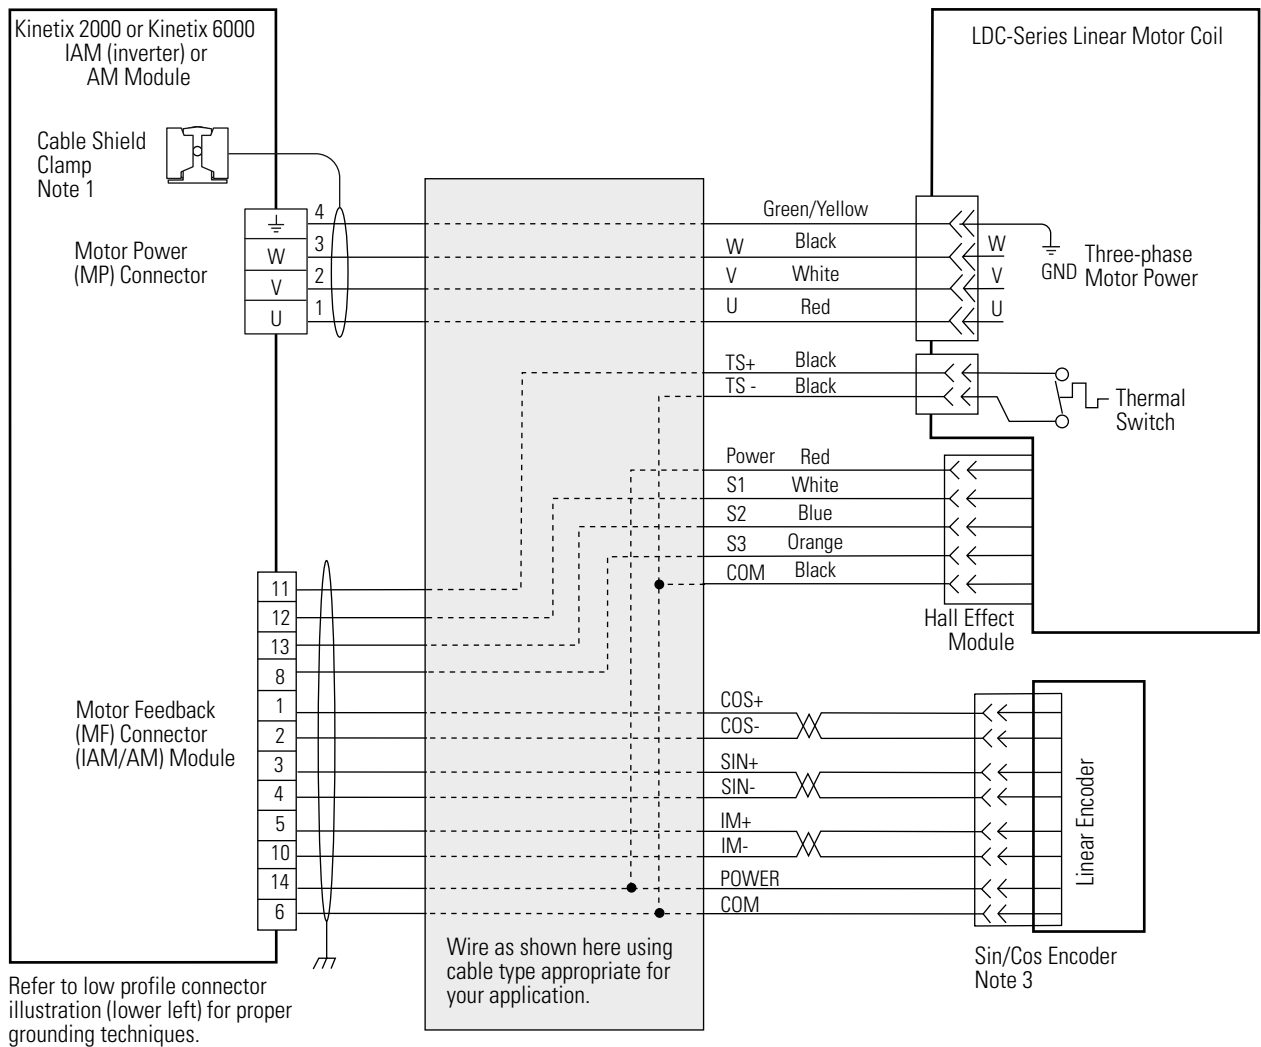 Kinetix 2000 or Kinetix 6000
IAM (inverter) or
AM Module
LDC-Series Linear Motor Coil
Cable Shield
Clamp
Note 1
Motor Power
(MP) Connector
4
W
3
V
2
U
1
Green/Yellow
W
Black
V
White
U
Red
W
V
U
GND
Three-phase
Motor Power
TS+
Black
TS -
Black
Thermal
Switch
Power
Red
S1
White
S2
Blue
S3
Orange
COM
Black
Hall Effect
Module
Motor Feedback
(MF) Connector
(IAM/AM) Module
11
12
13
8
1
2
3
4
5
10
14
6
COS+
COS-
SIN+
SIN-
IM+
IM-
POWER
COM
Linear Encoder
Sin/Cos Encoder
Note 3
Wire as shown here using
cable type appropriate for
your application.
Refer to low profile connector
illustration (lower left) for proper
grounding techniques.